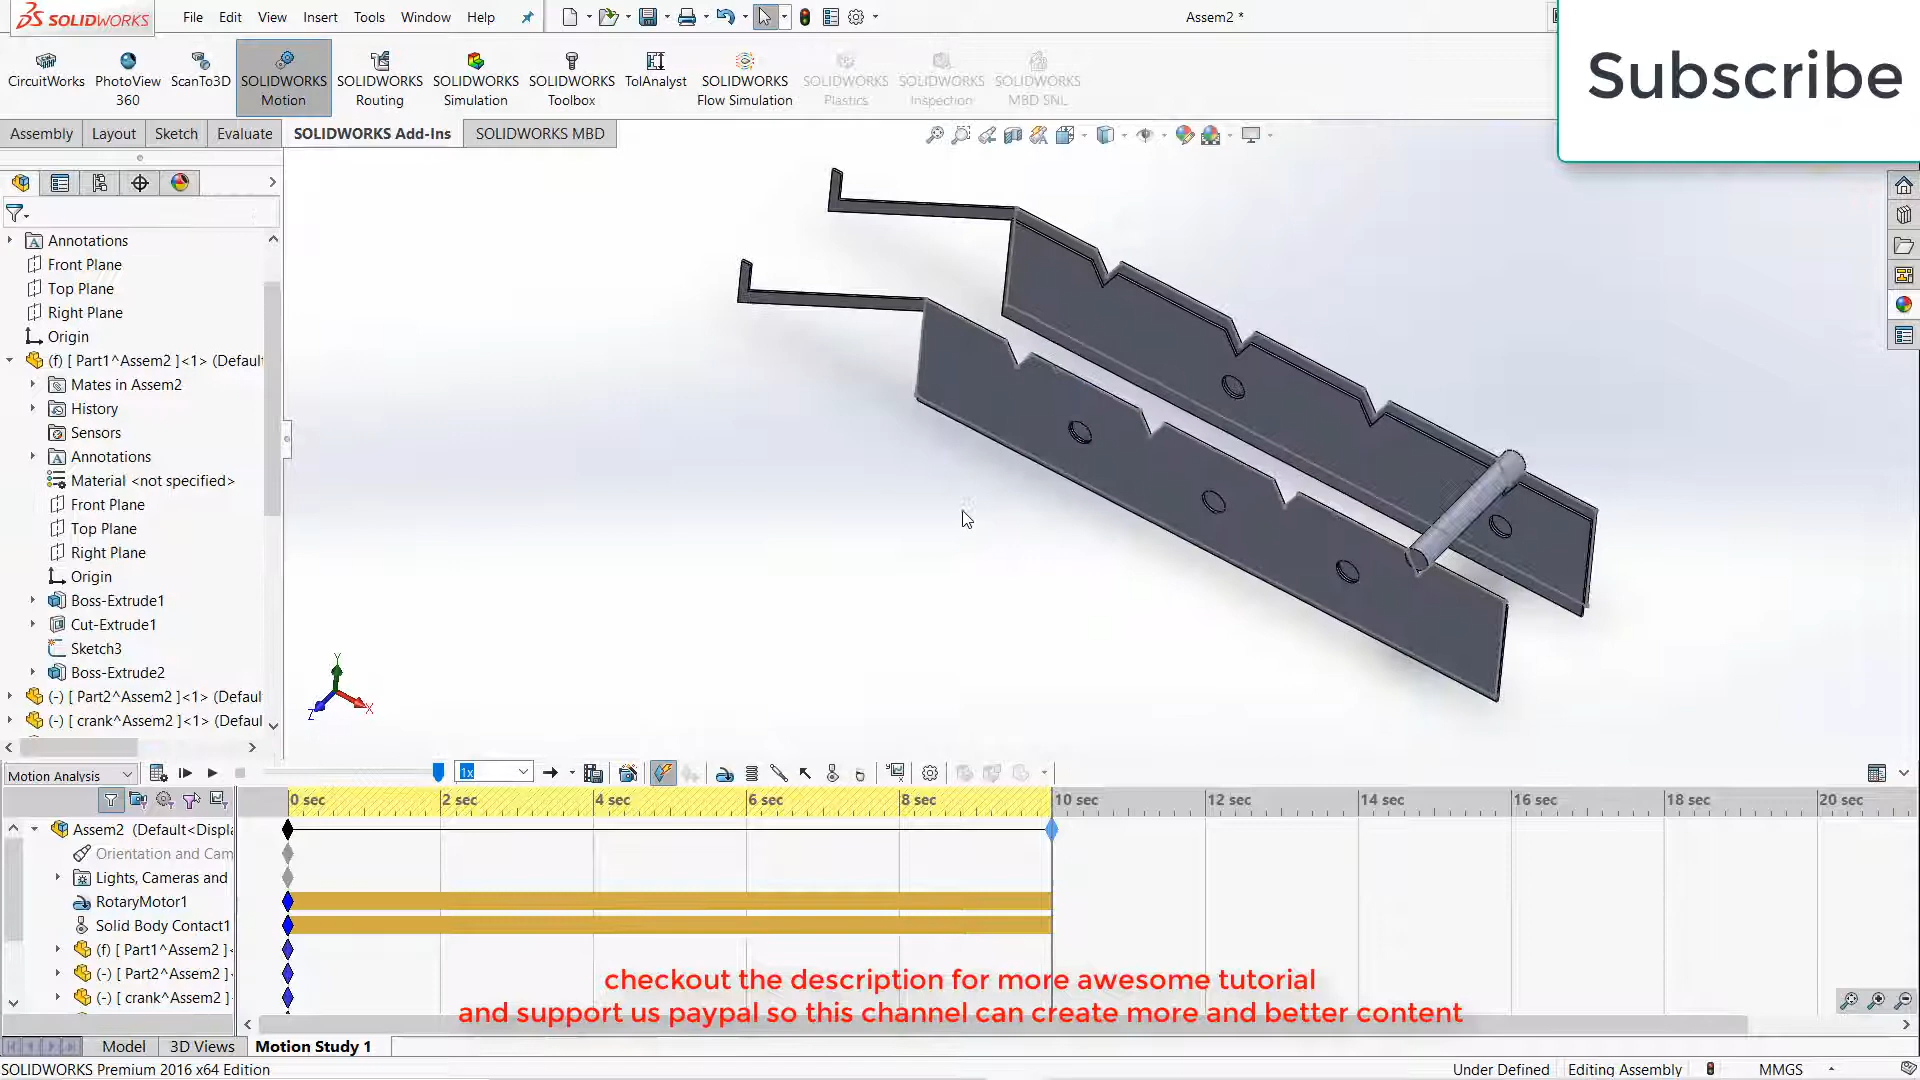 SOLIDWORKS
File Edit View Insert Tools Window Help
Assem2 *
Subscribe
CircuitWorks
PhotoView 360
ScanTo3D
SOLIDWORKS Motion
SOLIDWORKS Routing
SOLIDWORKS Simulation
SOLIDWORKS Toolbox
TolAnalyst
SOLIDWORKS Flow Simulation
SOLIDWORKS Plastics
SOLIDWORKS Inspection
SOLIDWORKS MBD SNL
Assembly Layout Sketch Evaluate SOLIDWORKS Add-Ins SOLIDWORKS MBD
Annotations
Front Plane
Top Plane
Right Plane
Origin
(f) [ Part1^Assem2 ]<1> (Defaul
Mates in Assem2
History
Sensors
Annotations
Material <not specified>
Front Plane
Top Plane
Right Plane
Origin
Boss-Extrude1
Cut-Extrude1
Sketch3
Boss-Extrude2
(-) [ Part2^Assem2 ]<1> (Defaul
(-) [ crank^Assem2 ]<1> (Defaul
Y
Z X
Motion Analysis
1x
0 sec 2 sec 4 sec 6 sec 8 sec 10 sec 12 sec 14 sec 16 sec 18 sec 20 sec
Assem2 (Default<Displa
Orientation and Cam
Lights, Cameras and
RotaryMotor1
Solid Body Contact1
(f) [ Part1^Assem2 ]<
(-) [ Part2^Assem2 ]
(-) [ crank^Assem2 ]
checkout the description for more awesome tutorial
and support us paypal so this channel can create more and better content
Model 3D Views Motion Study 1
SOLIDWORKS Premium 2016 x64 Edition
Under Defined Editing Assembly MMGS